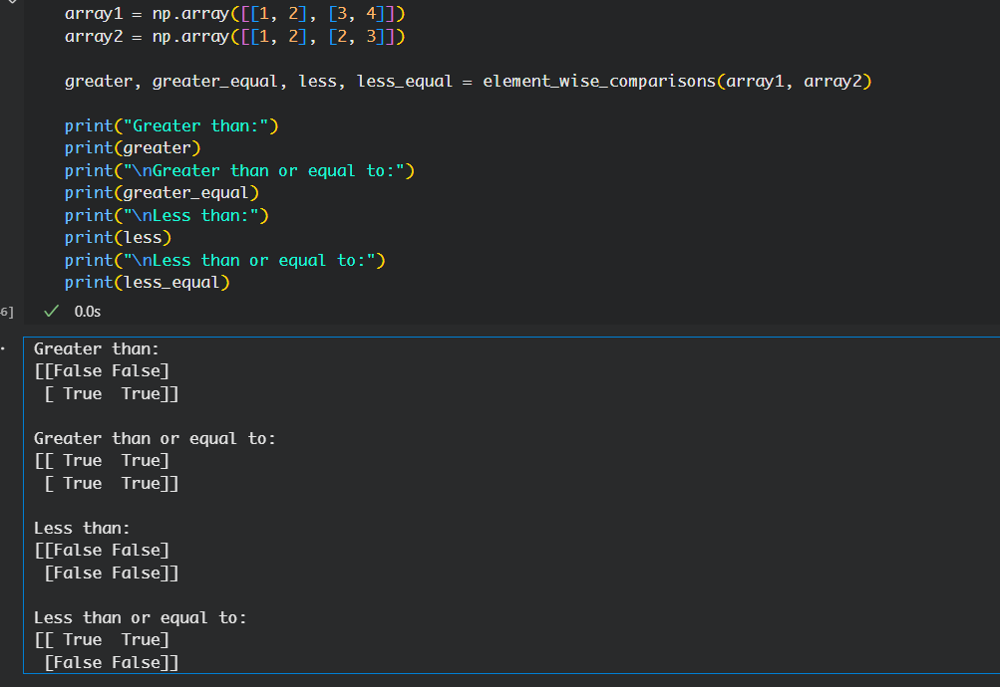 array1 = np.array([[1, 2], [3, 4]])
array2 = np.array([[1, 2], [2, 3]])
greater, greater_equal, less, less_equal = element_wise_comparisons(array1, array2)
print("Greater than:")
print(greater)
print("\nGreater than or equal to:")
print(greater_equal)
print("\nLess than:")
print(less)
print("\nLess than or equal to:")
print(less_equal)
6] 0.0s
Greater than:
[[False False]
 [ True  True]]
Greater than or equal to:
[[ True  True]
 [ True  True]]
Less than:
[[False False]
 [False False]]
Less than or equal to:
[[ True  True]
 [False False]]